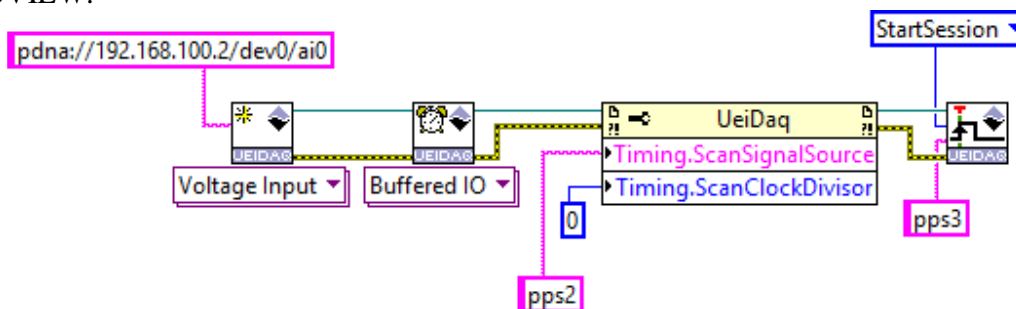 pdna://192.168.100.2/dev0/ai0
StartSession
UEIDAQ
UEIDAQ
UeiDaq
UEIDAQ
Timing.ScanSignalSource
Voltage Input
Buffered IO
Timing.ScanClockDivisor
0
pps3
pps2